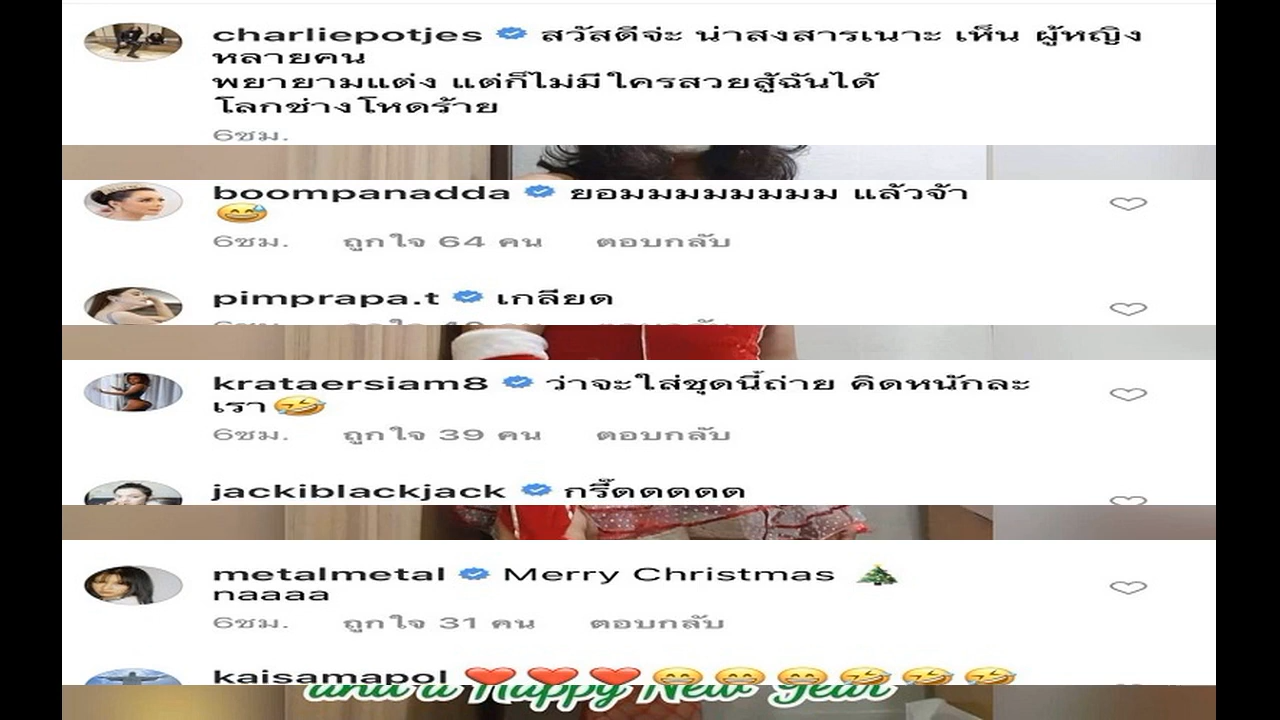 charliepotjes สวัสดีจ่ะ น่าสงสารเนาะ เห็น ผู้หญิง
หลายคน
พยายามแต่ง แต่ก็ไม่มีใครสวยสู้ฉันได้
โลกช่างโหดร้าย
6ชม.
boompanadda ยอมมมมมมมมม แล้วจ้า
😅
6ชม. ถูกใจ 64 คน ตอบกลับ
pimprapa.t เกลียด
krataersiam8 ว่าจะใส่ชุดนี้ถ่าย คิดหนักละ
เรา🤣
6ชม. ถูกใจ 39 คน ตอบกลับ
jackiblackjack กรี๊ดดดดด
metalmetal Merry Christmas 🎄
naaaa
6ชม. ถูกใจ 31 คน ตอบกลับ
kaisamapol ❤️❤️❤️😄😄😄🤣🤣🤣
and a Happy New Year